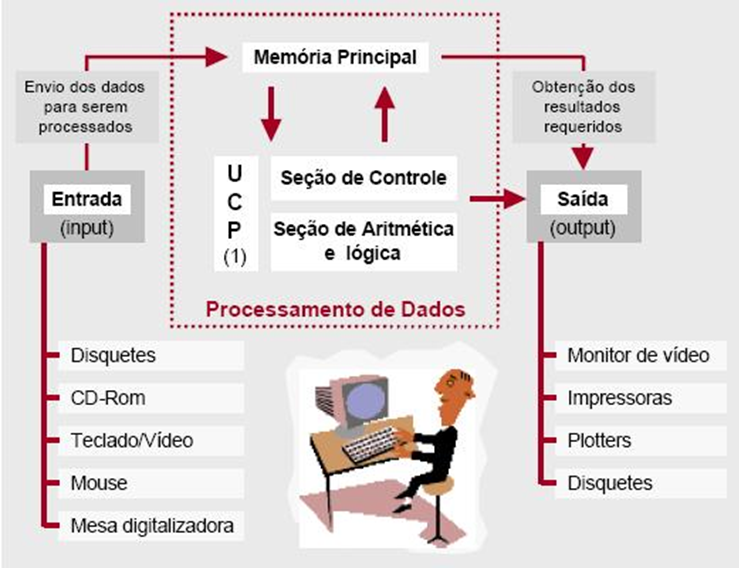 Memória Principal
Envio dos dados
para serem
processados
Obtenção dos
resultados
requeridos
Entrada
(input)
U
C
P
(1)
Seção de Controle
Seção de Aritmética
e lógica
Saída
(output)
Processamento de Dados
Disquetes
CD-Rom
Teclado/Vídeo
Mouse
Mesa digitalizadora
Monitor de vídeo
Impressoras
Plotters
Disquetes